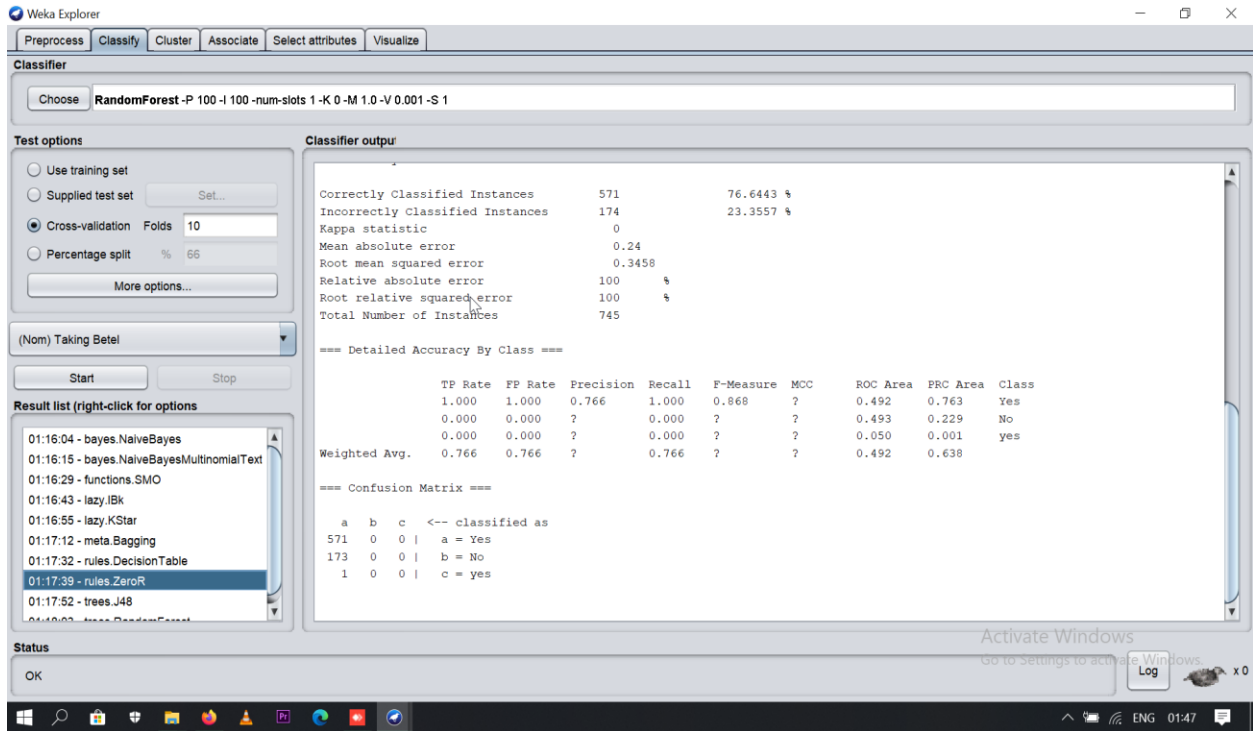 Weka Explorer
Preprocess Classify Cluster Associate Select attributes Visualize
Classifier
Choose RandomForest -P 100 -I 100 -num-slots 1 -K 0 -M 1.0 -V 0.001 -S 1
Test options
Use training set
Supplied test set Set...
Cross-validation Folds 10
Percentage split % 66
More options...
(Nom) Taking Betel
Start Stop
Result list (right-click for options
01:16:04 - bayes.NaiveBayes
01:16:15 - bayes.NaiveBayesMultinomialText
01:16:29 - functions.SMO
01:16:43 - lazy.IBk
01:16:55 - lazy.KStar
01:17:12 - meta.Bagging
01:17:32 - rules.DecisionTable
01:17:39 - rules.ZeroR
01:17:52 - trees.J48
Classifier output
Correctly Classified Instances 571 76.6443 %
Incorrectly Classified Instances 174 23.3557 %
Kappa statistic 0
Mean absolute error 0.24
Root mean squared error 0.3458
Relative absolute error 100 %
Root relative squared error 100 %
Total Number of Instances 745
=== Detailed Accuracy By Class ===
TP Rate FP Rate Precision Recall F-Measure MCC ROC Area PRC Area Class
1.000 1.000 0.766 1.000 0.868 ? 0.492 0.763 Yes
0.000 0.000 ? 0.000 ? ? 0.493 0.229 No
0.000 0.000 ? 0.000 ? ? 0.050 0.001 yes
Weighted Avg. 0.766 0.766 ? 0.766 ? ? 0.492 0.638
=== Confusion Matrix ===
a b c <-- classified as
571 0 0 | a = Yes
173 0 0 | b = No
1 0 0 | c = yes
Activate Windows
Go to Settings to activate Windows.
Status
OK
Log x 0
Pr
ENG 01:47